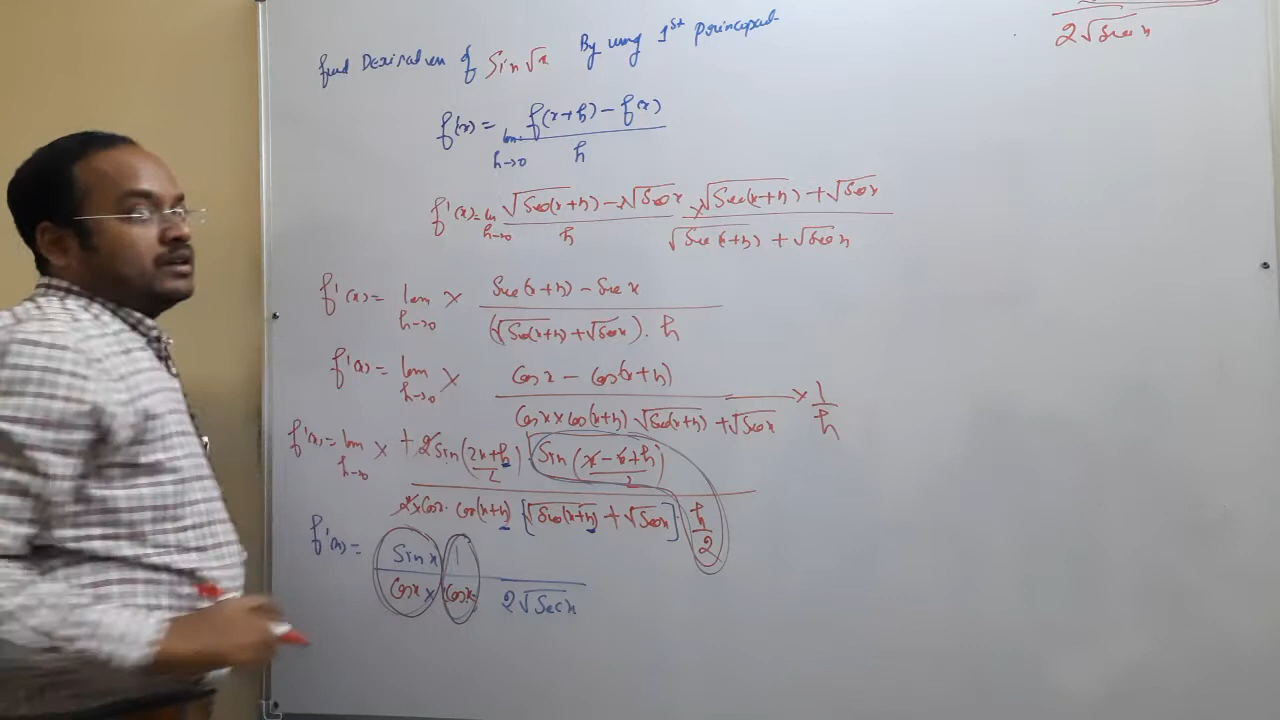 2√Sec x
find Derivation of Sin√x By using 1st principal
f'(x) = lim h→0 f(x+h) − f(x) / h
f'(x) = lim h→0 √Sec(x+h) − √Sec x / h × √Sec(x+h) + √Sec x / √Sec(x+h) + √Sec x
f'(x) = lim h→0 × Sec(x+h) − Sec x / (√Sec(x+h) + √Sec x) . h
f'(x) = lim h→0 × Cos x − Cos(x+h) / Cos x × Cos(x+h) √Sec(x+h) + √Sec x × 1/h
f'(x) = lim h→0 × + 2 Sin(2x+h / 2) Sin(x − x + h / 2) / 2 × Cos x . Cos(x+h) [√Sec(x+h) + √Sec x] h/2
f'(x) = Sin x / Cos x × 1 / Cos x 2√Sec x